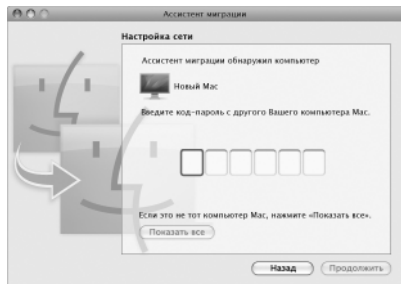 Ассистент миграции
Настройка сети
Ассистент миграции обнаружил компьютер
Новый Mac
Введите код-пароль с другого Вашего компьютера Mac.
Если это не тот компьютер Mac, нажмите «Показать все».
Показать все
Назад
Продолжить